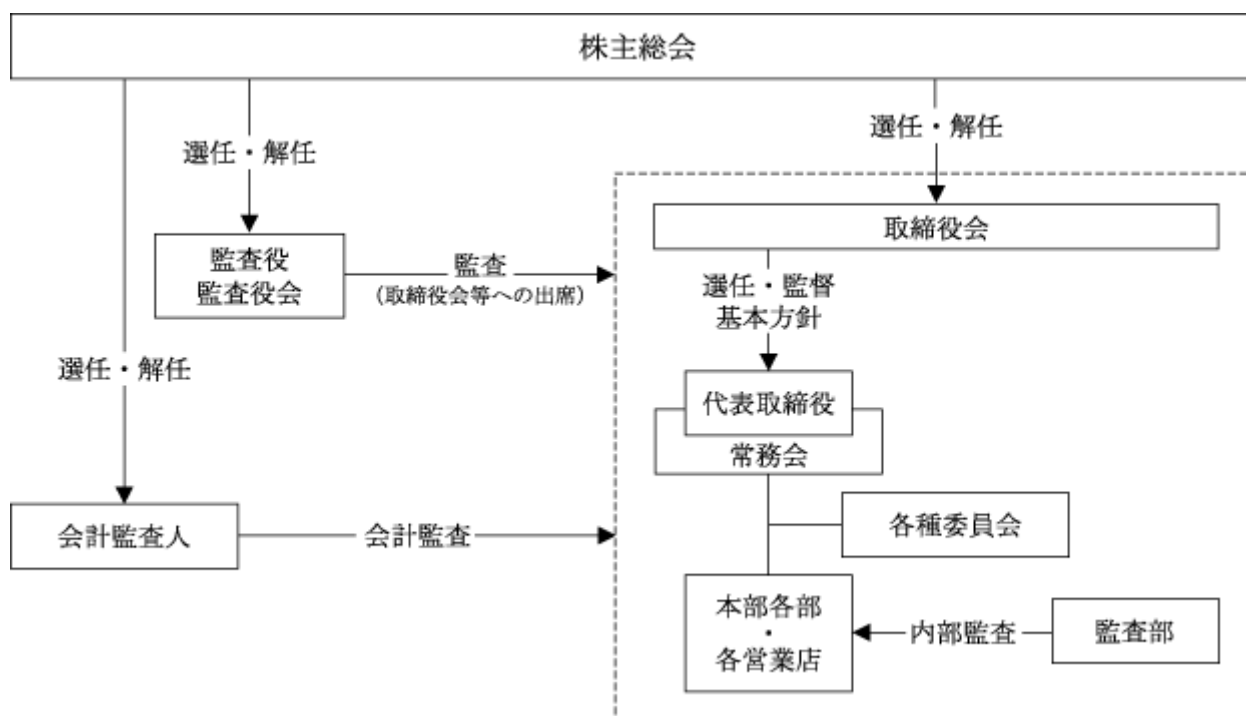 株主総会
選任・解任
選任・解任
取締役会
監査役
監査役会
監査
(取締役会等への出席)
選任・監督
基本方針
選任・解任
代表取締役
常務会
会計監査人
会計監査
各種委員会
本部各部
・
各営業店
内部監査
監査部